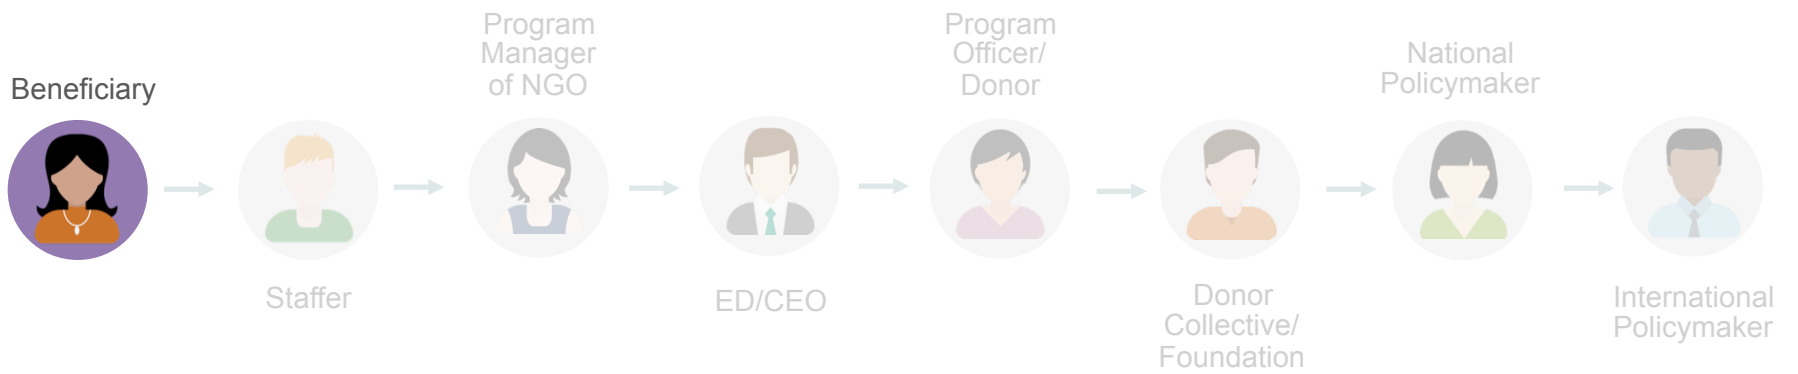 Beneficiary
Staffer
Program
Manager
of NGO
ED/CEO
Program
Officer/
Donor
Donor
Collective/
Foundation
National
Policymaker
International
Policymaker